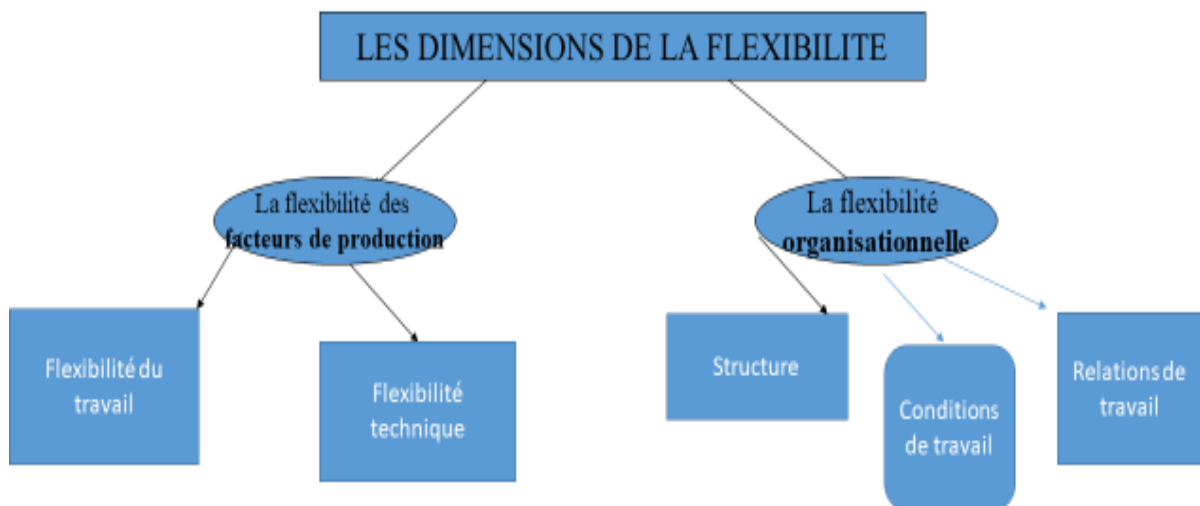 LES DIMENSIONS DE LA FLEXIBILITE
La flexibilité des
facteurs de production
La flexibilité
organisationnelle
Flexibilité du
travail
Flexibilité
technique
Structure
Conditions
de travail
Relations de
travail